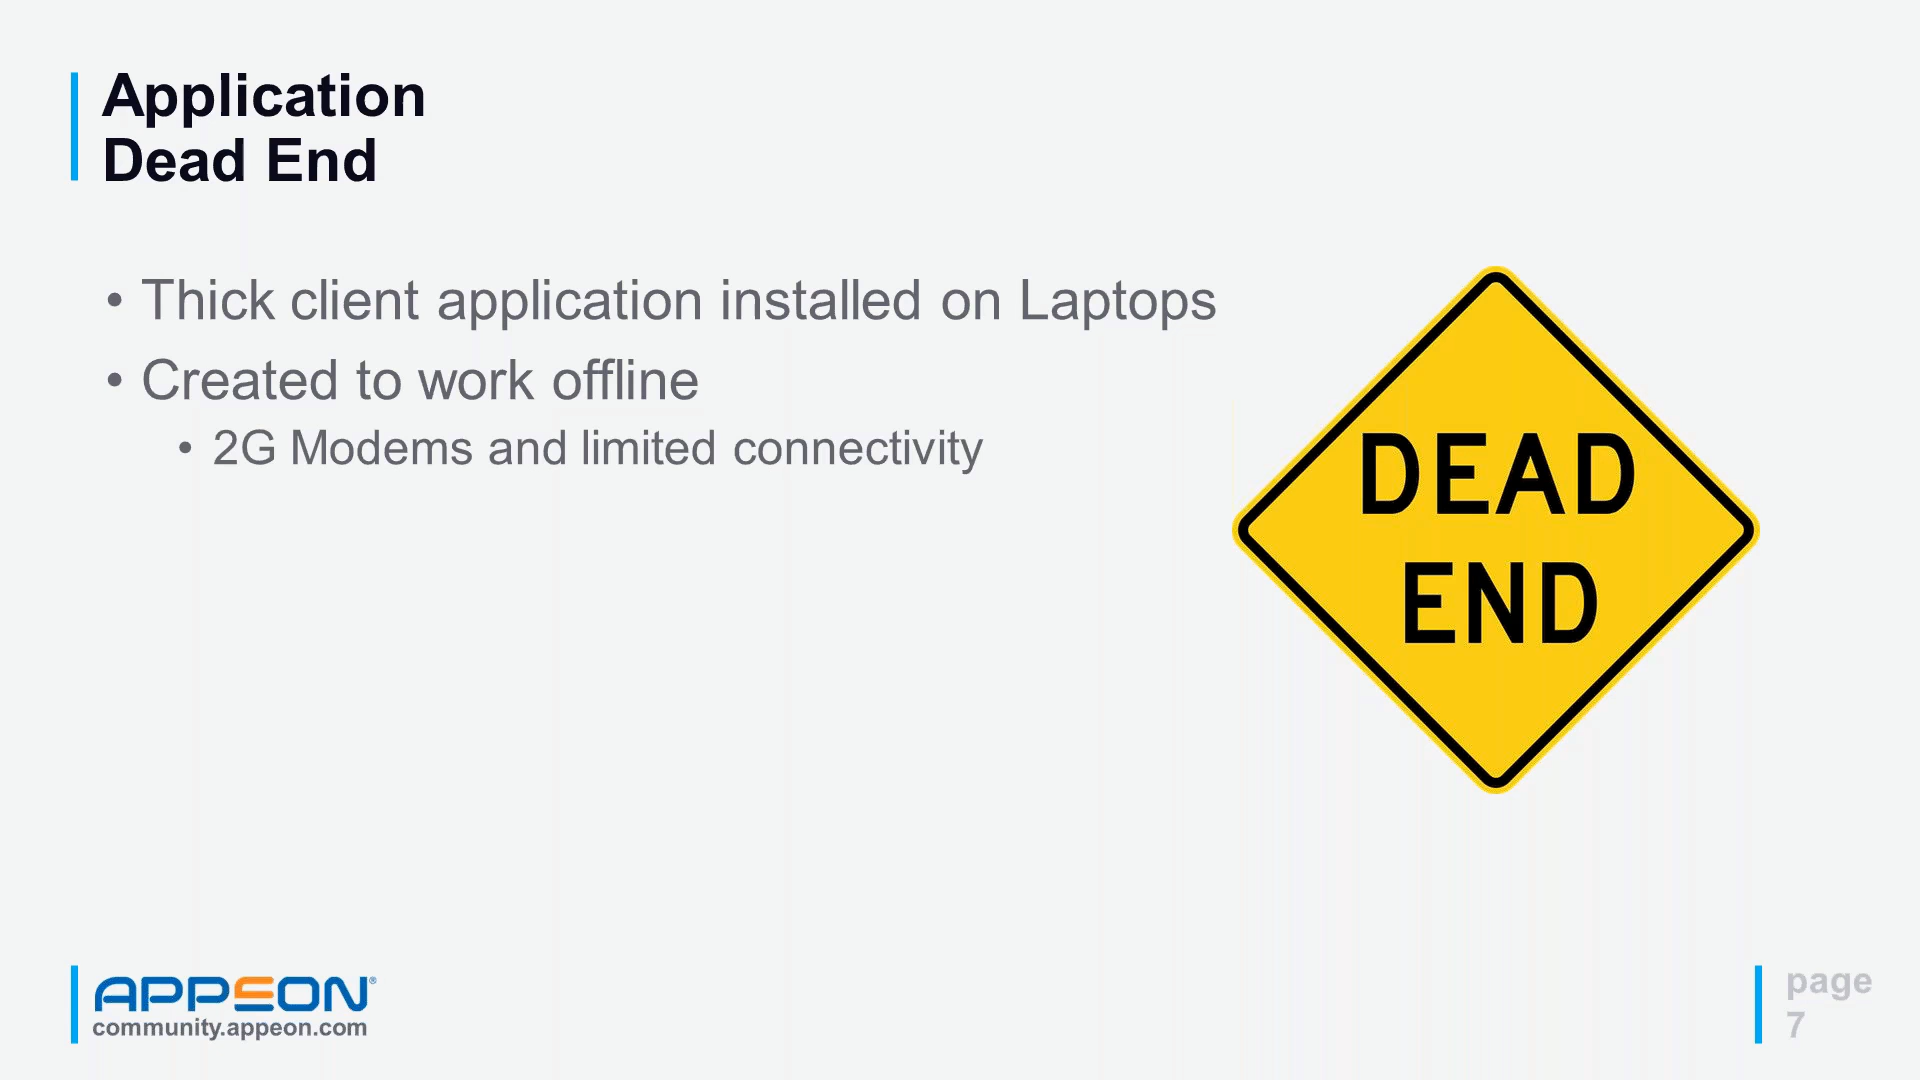 Application
Dead End
• Thick client application installed on Laptops
• Created to work offline
• 2G Modems and limited connectivity
DEAD
END
APPEON®
community.appeon.com
page
7